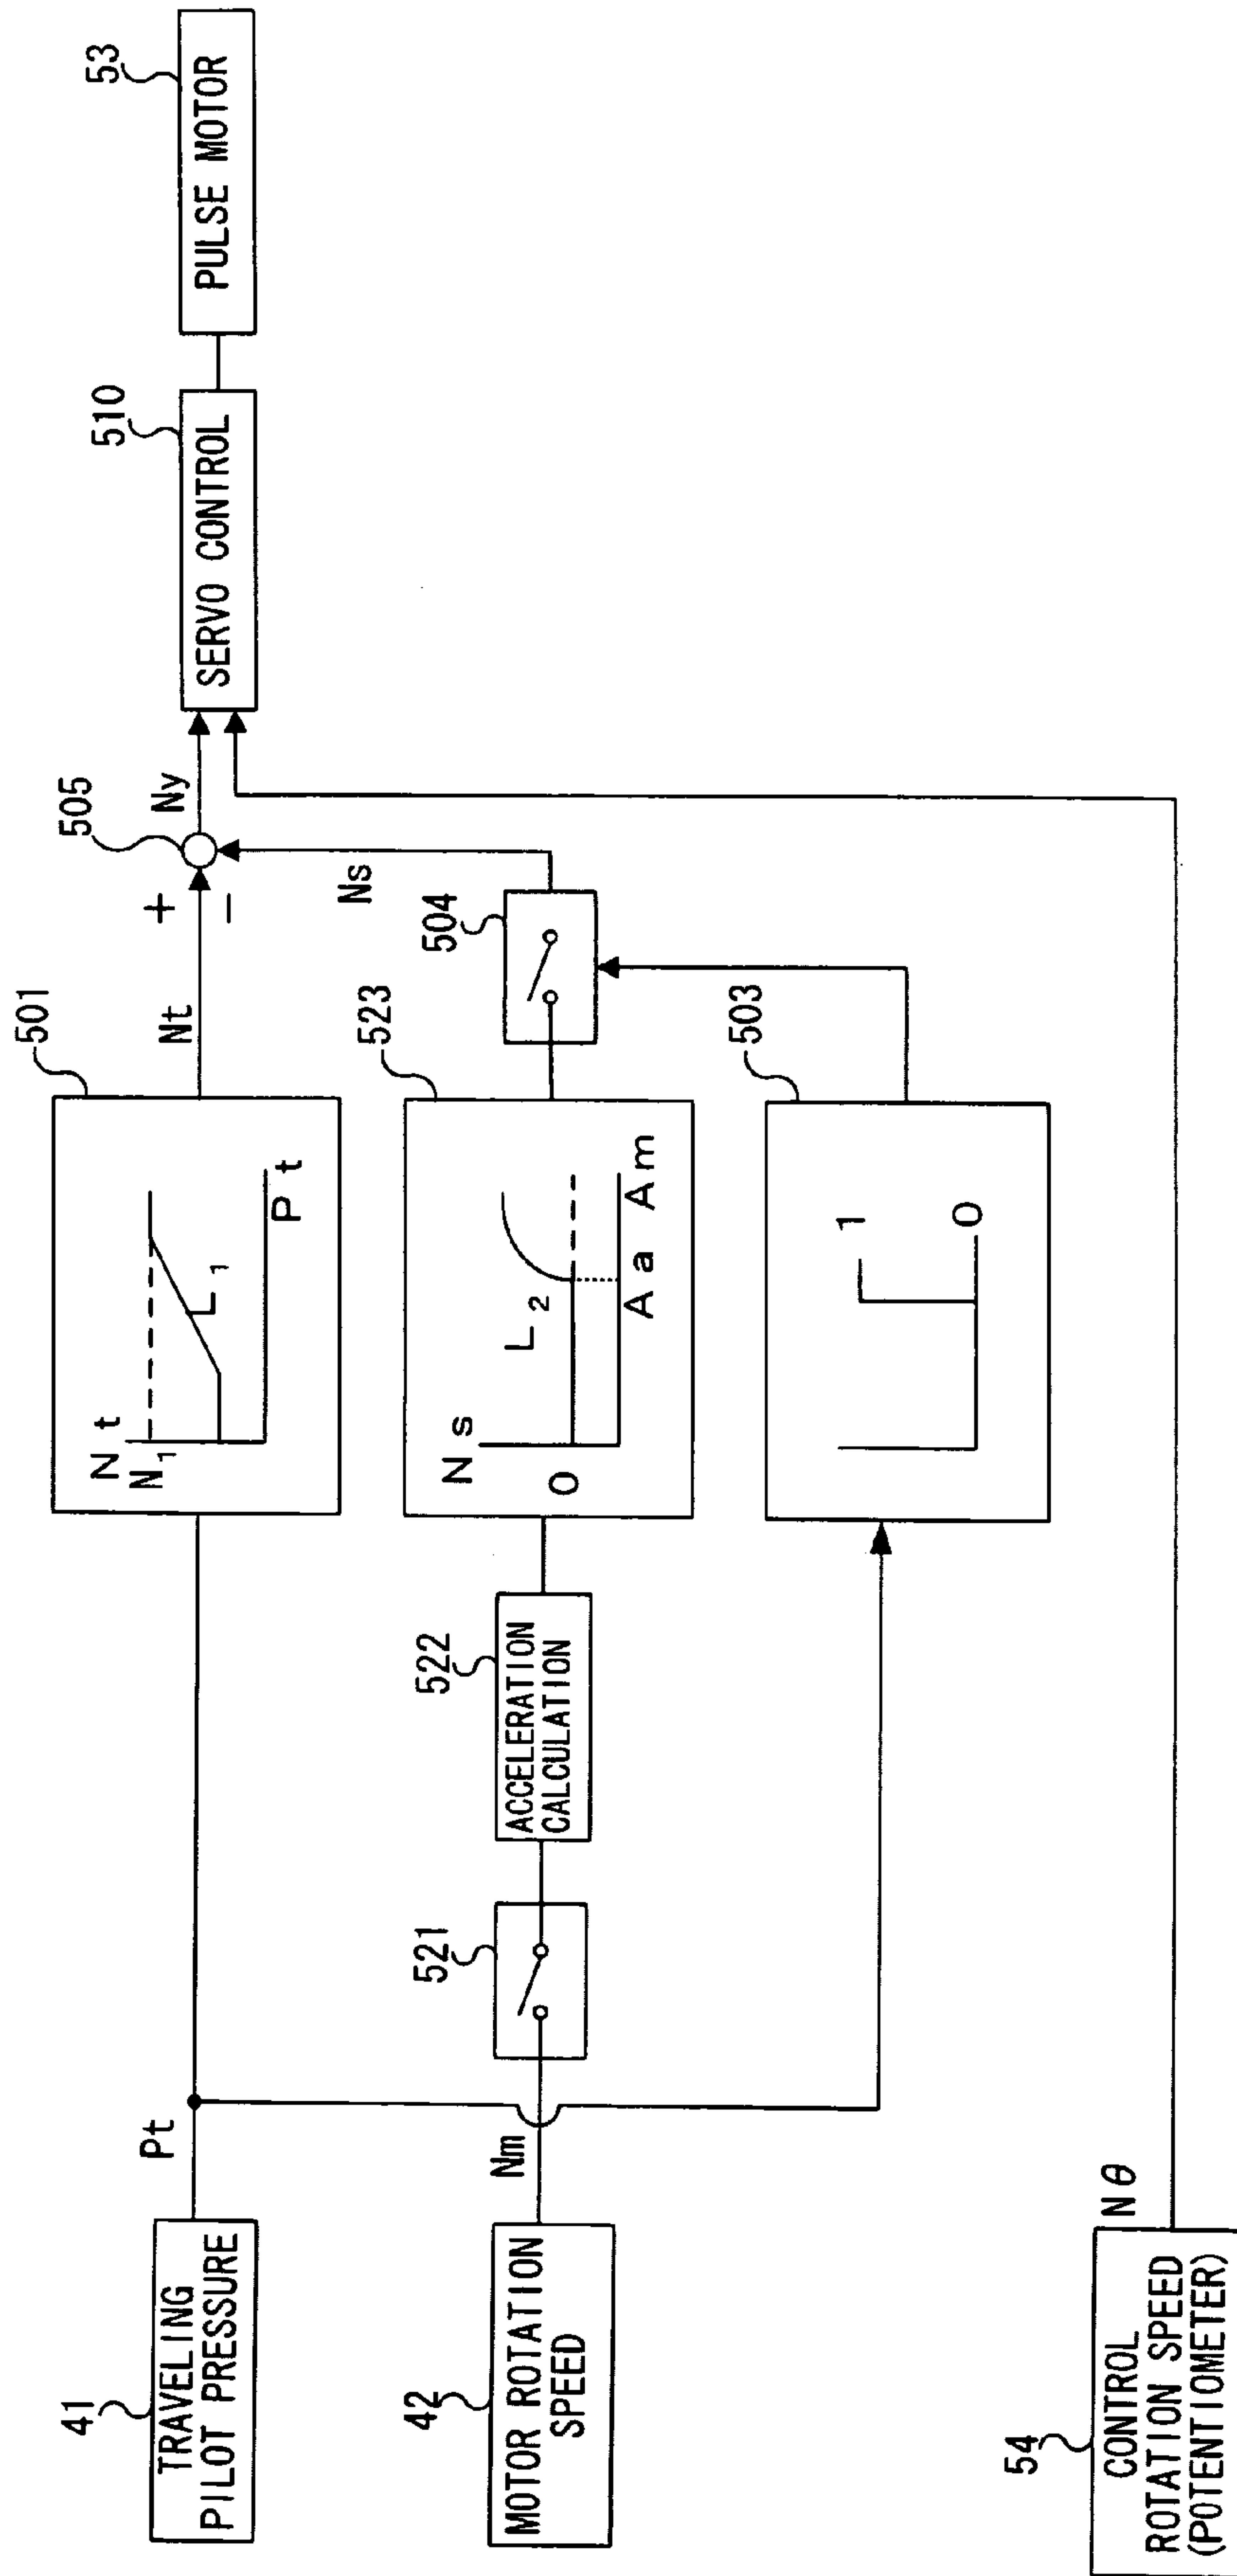 41
TRAVELING
PILOT PRESSURE
Pt
501
Nt
N1
L1
Pt
Nt
+
−
505
Ny
510
SERVO CONTROL
53
PULSE MOTOR
42
MOTOR ROTATION
SPEED
Nm
521
522
ACCELERATION
CALCULATION
523
Ns
0
L2
Aa Am
504
Ns
503
1
0
54
CONTROL
ROTATION SPEED
(POTENTIOMETER)
Nθ